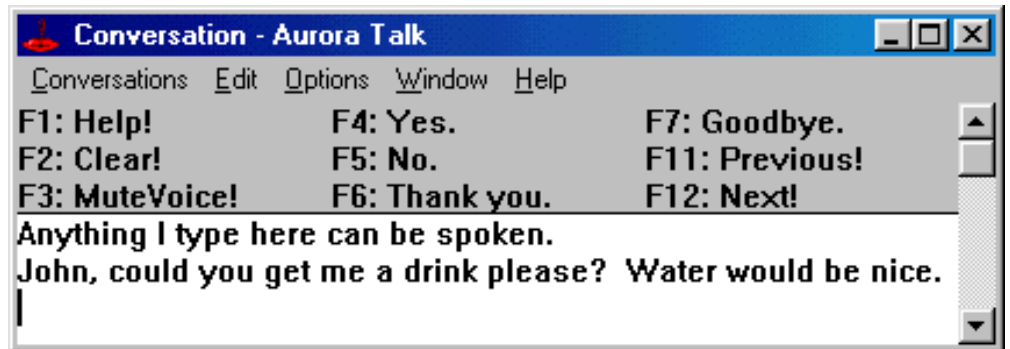 Conversation - Aurora Talk
Conversations Edit Options Window Help
F1: Help! F4: Yes. F7: Goodbye.
F2: Clear! F5: No. F11: Previous!
F3: MuteVoice! F6: Thank you. F12: Next!
Anything I type here can be spoken.
John, could you get me a drink please?  Water would be nice.